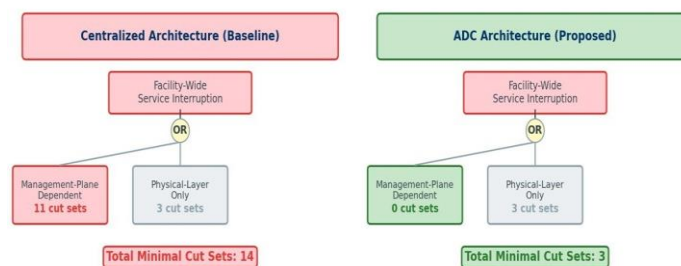 Centralized Architecture (Baseline)
Facility-Wide
Service Interruption
OR
Management-Plane
Dependent
11 cut sets
Physical-Layer
Only
3 cut sets
Total Minimal Cut Sets: 14
ADC Architecture (Proposed)
Facility-Wide
Service Interruption
OR
Management-Plane
Dependent
0 cut sets
Physical-Layer
Only
3 cut sets
Total Minimal Cut Sets: 3